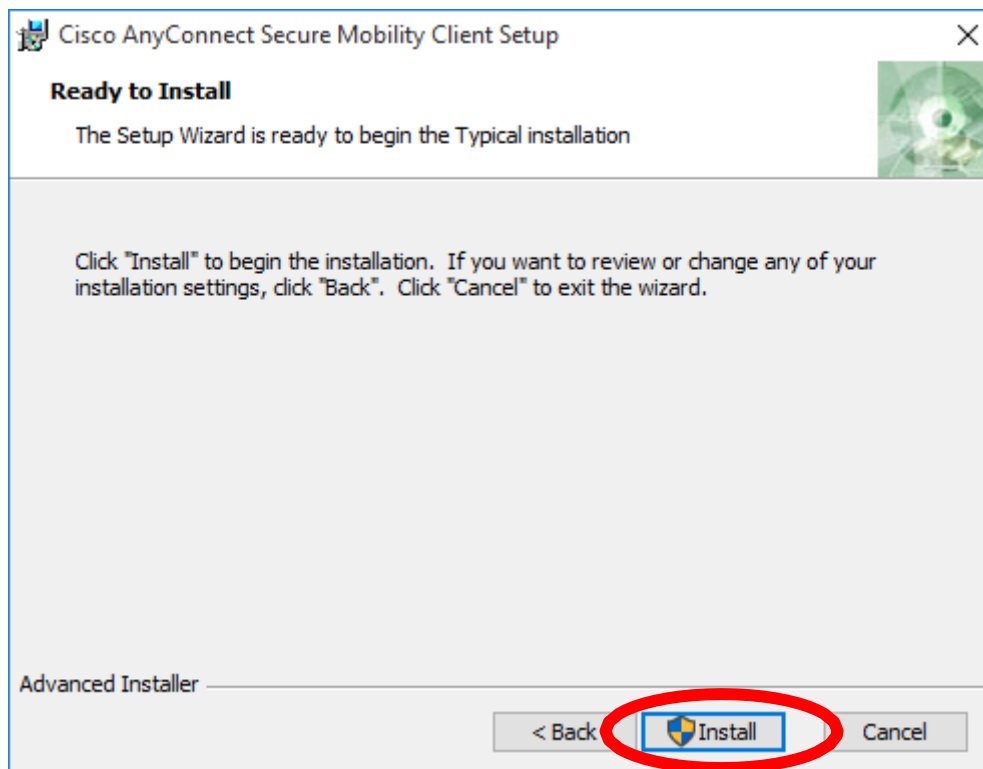 Cisco AnyConnect Secure Mobility Client Setup
Ready to Install
The Setup Wizard is ready to begin the Typical installation
Click "Install" to begin the installation.  If you want to review or change any of your
installation settings, click "Back".  Click "Cancel" to exit the wizard.
Advanced Installer
< Back Install Cancel